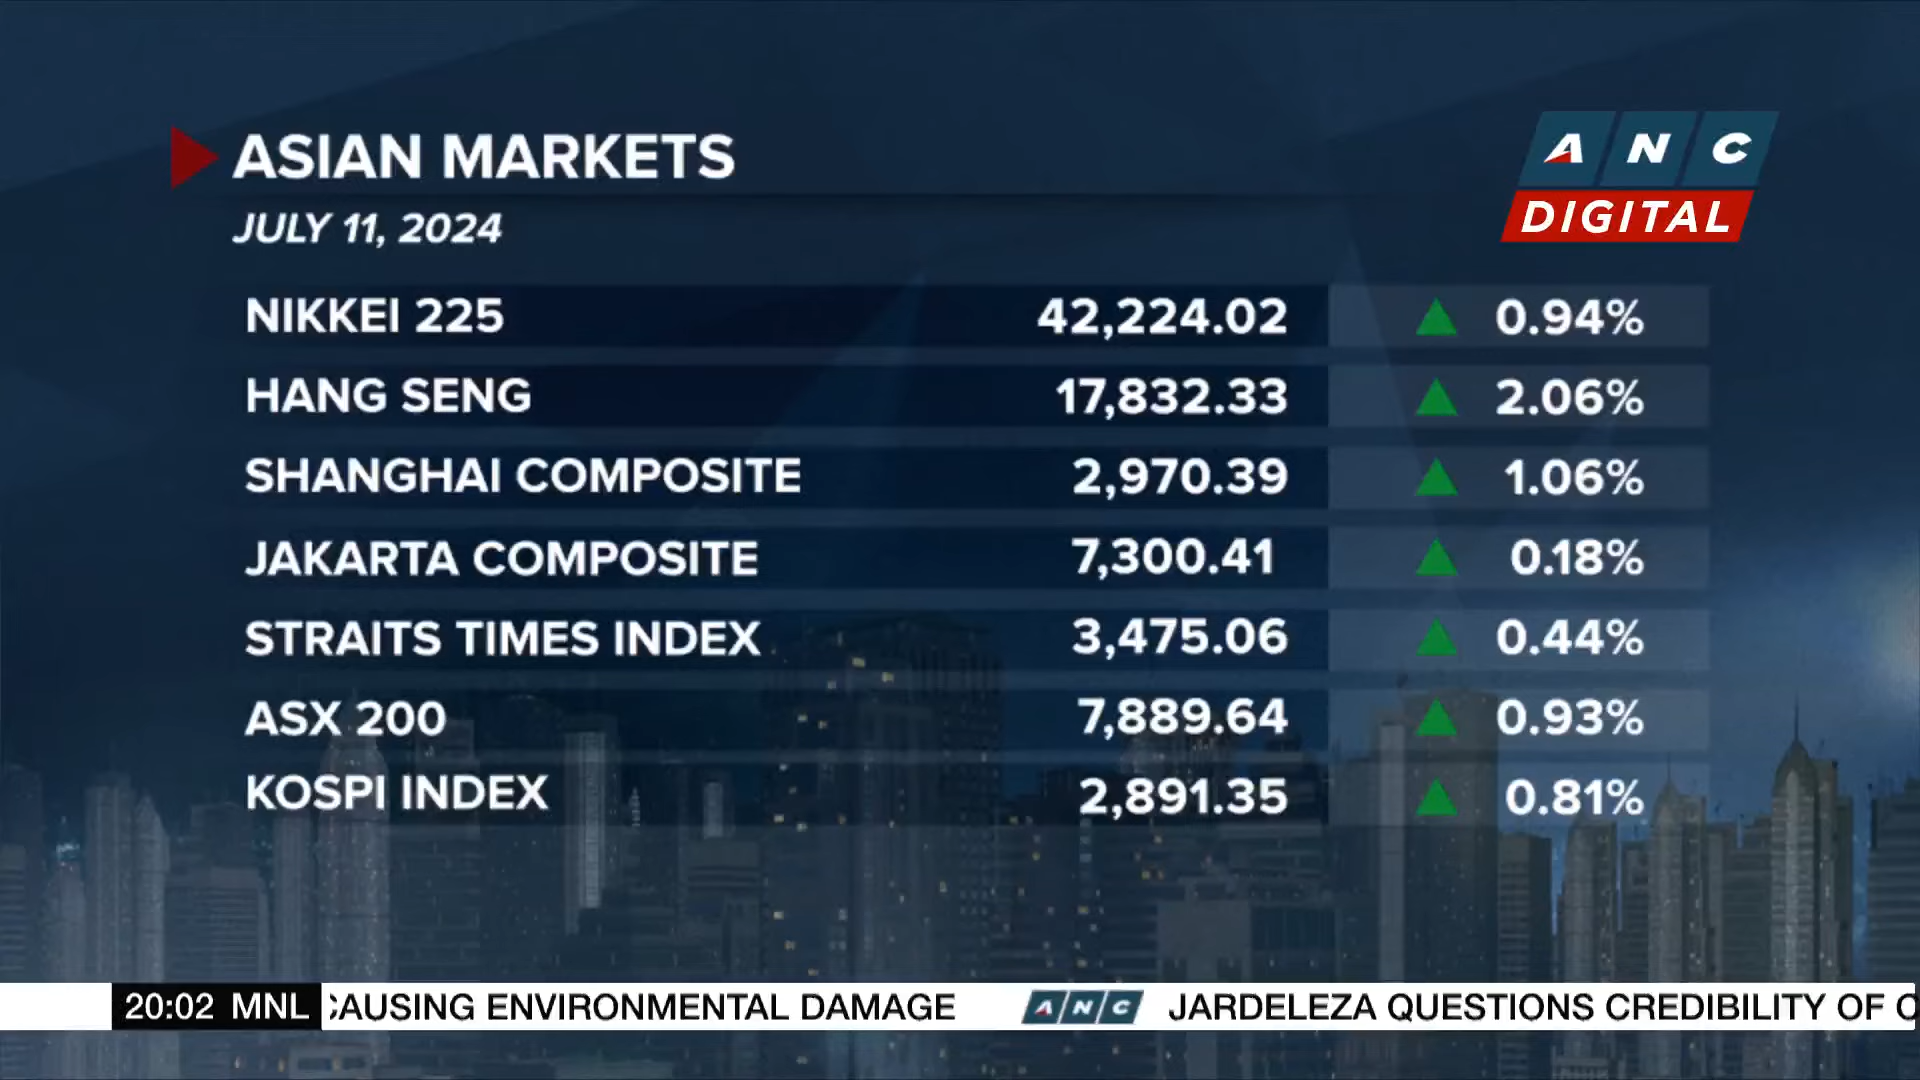 ASIAN MARKETS
JULY 11, 2024
ANC
DIGITAL
NIKKEI 225 42,224.02 0.94%
HANG SENG 17,832.33 2.06%
SHANGHAI COMPOSITE 2,970.39 1.06%
JAKARTA COMPOSITE 7,300.41 0.18%
STRAITS TIMES INDEX 3,475.06 0.44%
ASX 200 7,889.64 0.93%
KOSPI INDEX 2,891.35 0.81%
20:02 MNL CAUSING ENVIRONMENTAL DAMAGE ANC JARDELEZA QUESTIONS CREDIBILITY OF